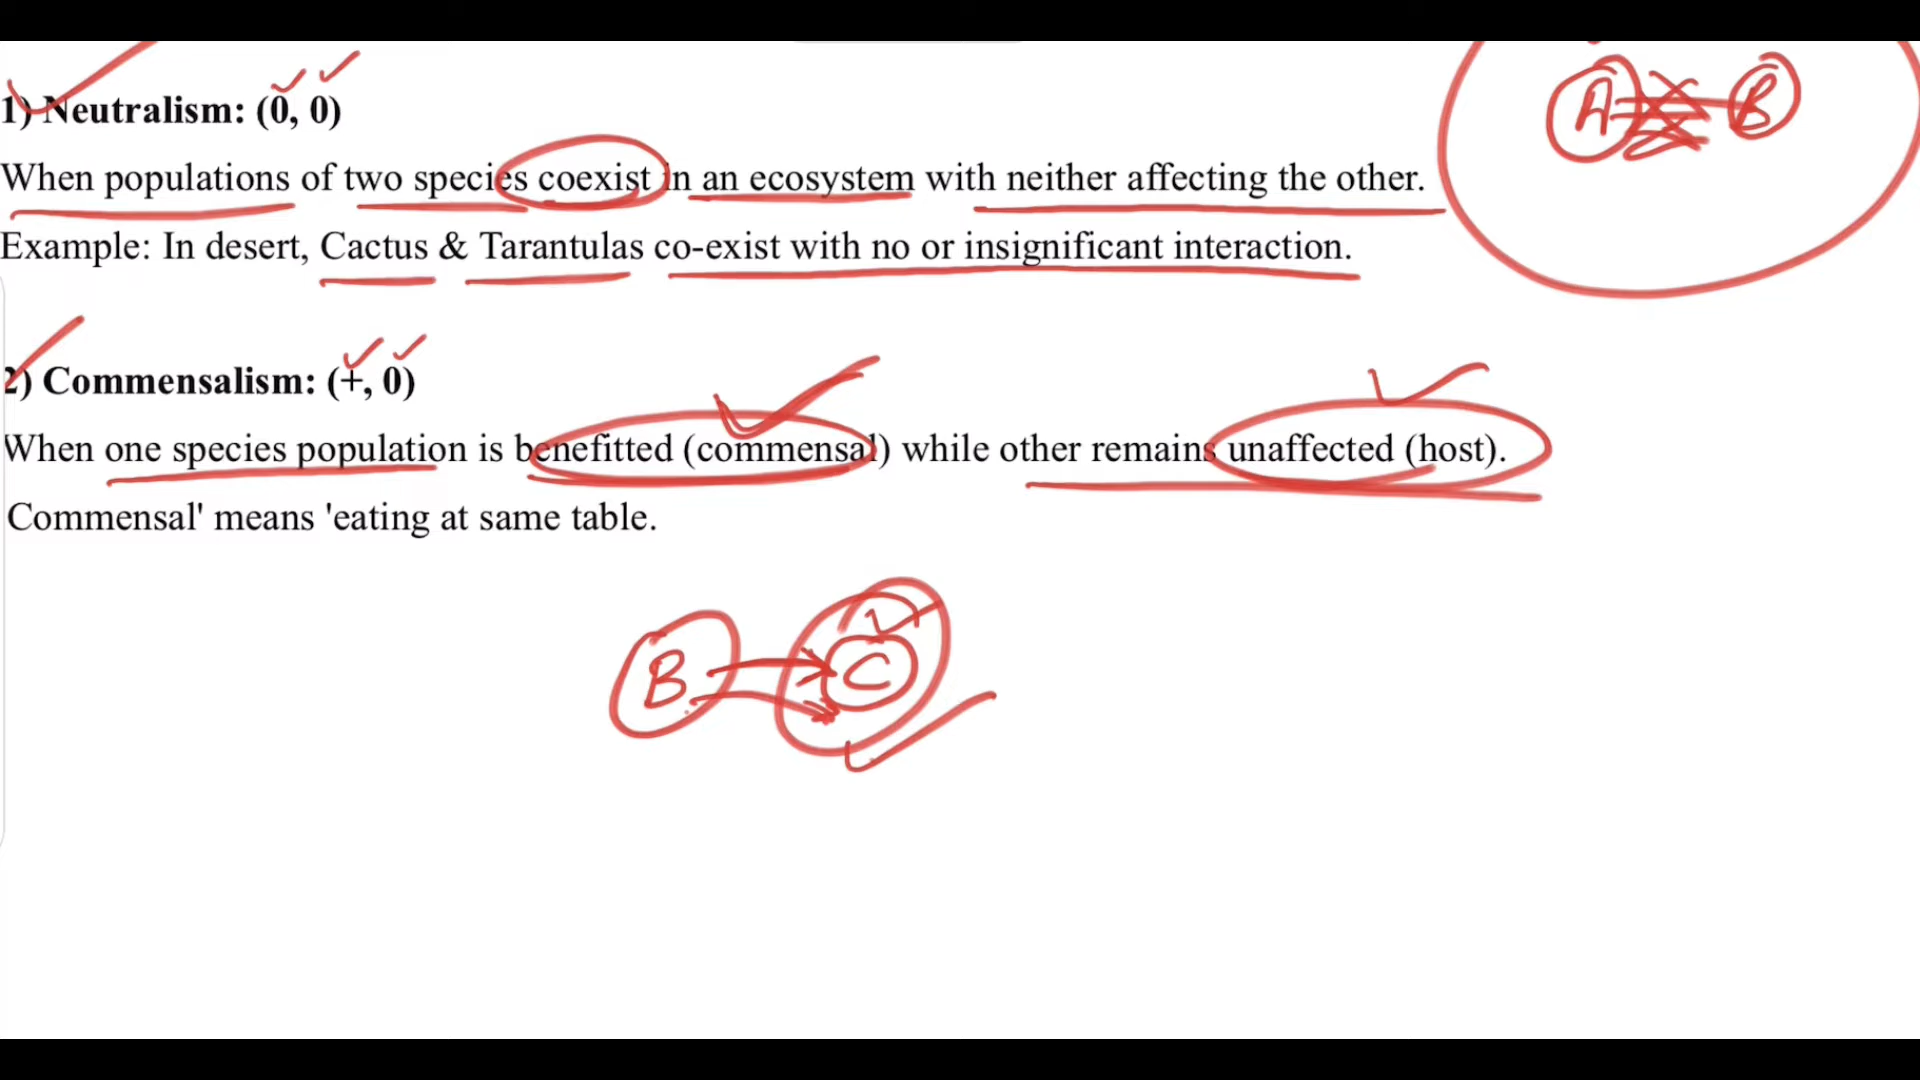 A B
1) Neutralism: (0, 0)
When populations of two species coexist in an ecosystem with neither affecting the other.
Example: In desert, Cactus & Tarantulas co-exist with no or insignificant interaction.
2) Commensalism: (+, 0)
When one species population is benefitted (commensal) while other remains unaffected (host).
Commensal' means 'eating at same table.
B C